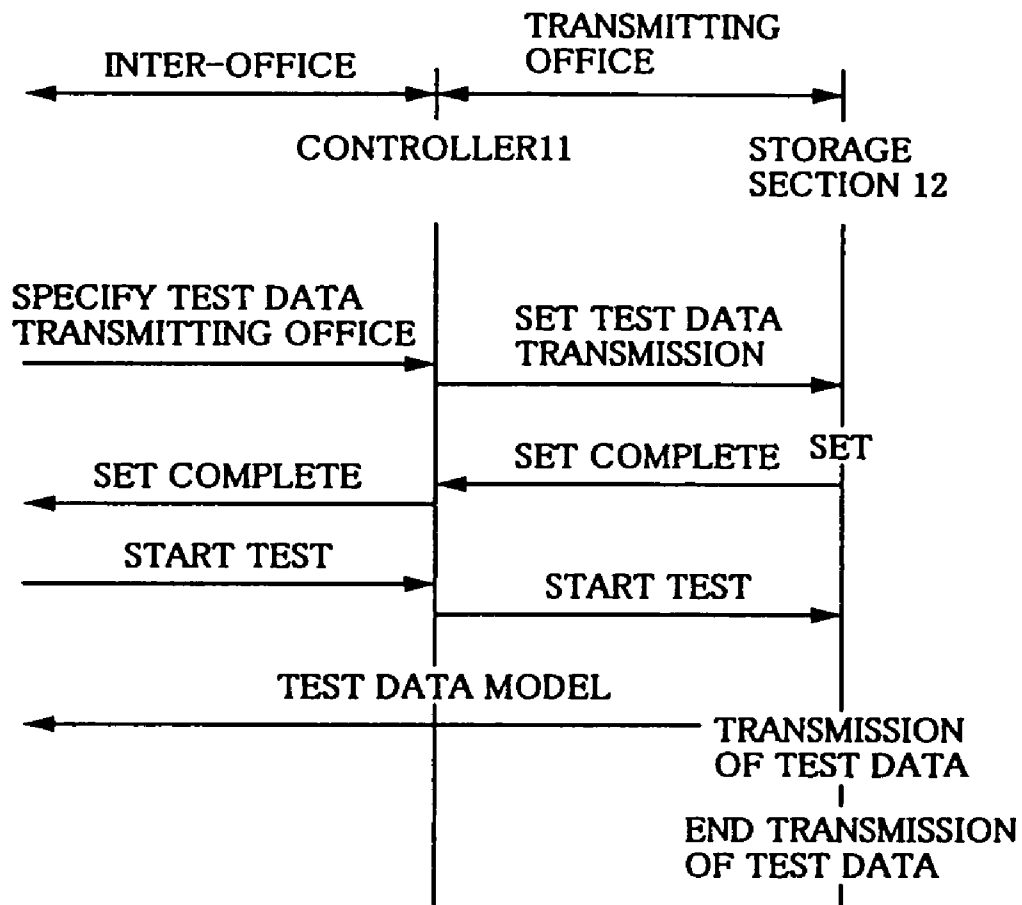 TRANSMITTING
OFFICE
INTER-OFFICE
CONTROLLER11
STORAGE
SECTION 12
SPECIFY TEST DATA
TRANSMITTING OFFICE
SET TEST DATA
TRANSMISSION
SET
SET COMPLETE
SET COMPLETE
START TEST
START TEST
TEST DATA MODEL
TRANSMISSION
OF TEST DATA
END TRANSMISSION
OF TEST DATA